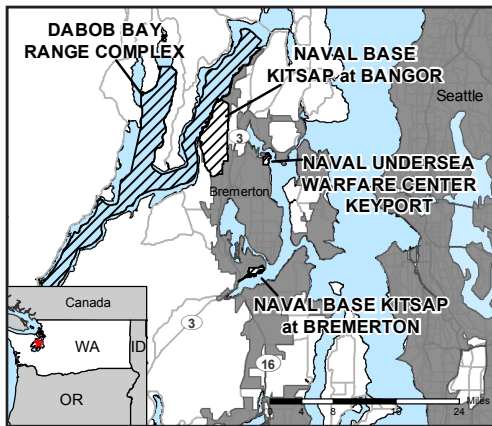 DABOB BAY
RANGE COMPLEX
NAVAL BASE
KITSAP at BANGOR
Seattle
3
NAVAL UNDERSEA
WARFARE CENTER
KEYPORT
Bremerton
NAVAL BASE KITSAP
at BREMERTON
3
16
Canada
WA
ID
OR
Miles
0 4 8 16 24